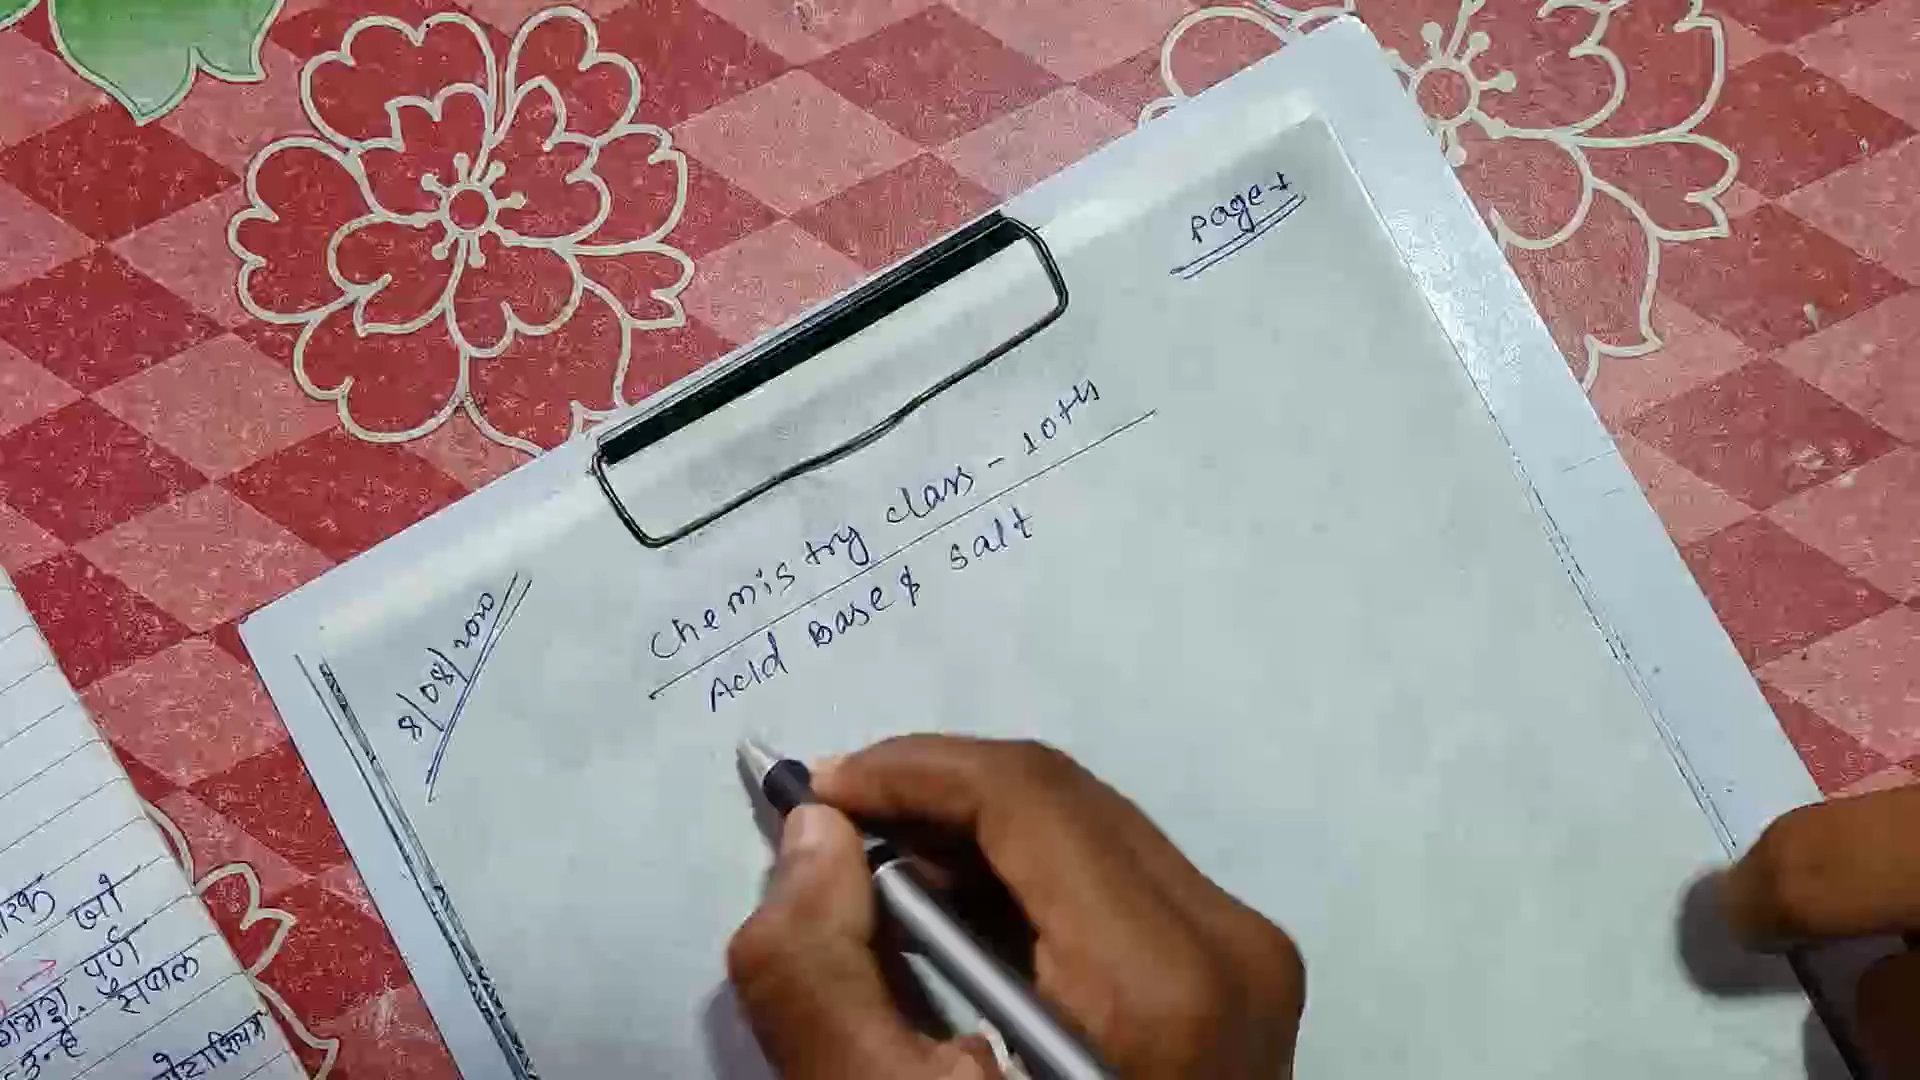 Page-1
Chemistry class - 10th
8/08/2020
Acid Base & salt
जो
पूर्ण